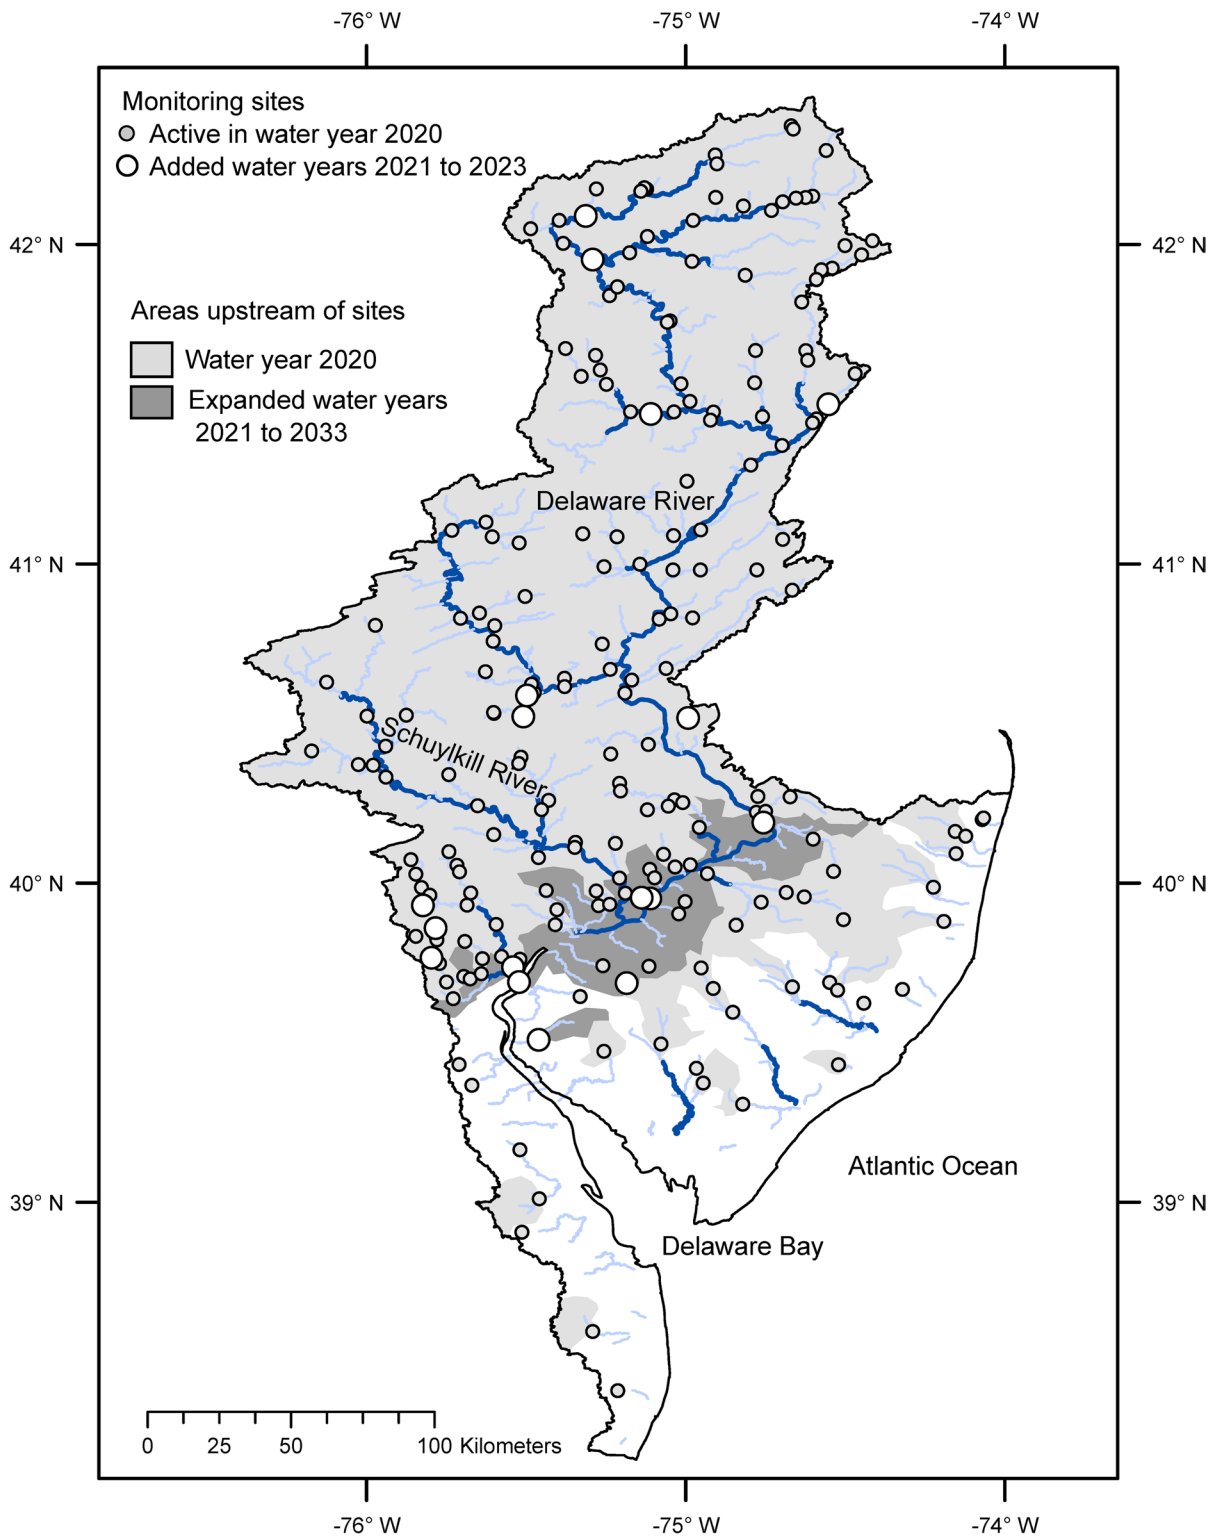 -76° W
-75° W
-74° W
Monitoring sites
Active in water year 2020
Added water years 2021 to 2023
42° N
42° N
Areas upstream of sites
Water year 2020
Expanded water years
2021 to 2033
Delaware River
41° N
41° N
Schuylkill River
40° N
40° N
Atlantic Ocean
39° N
39° N
Delaware Bay
0 25 50 100 Kilometers
-76° W
-75° W
-74° W